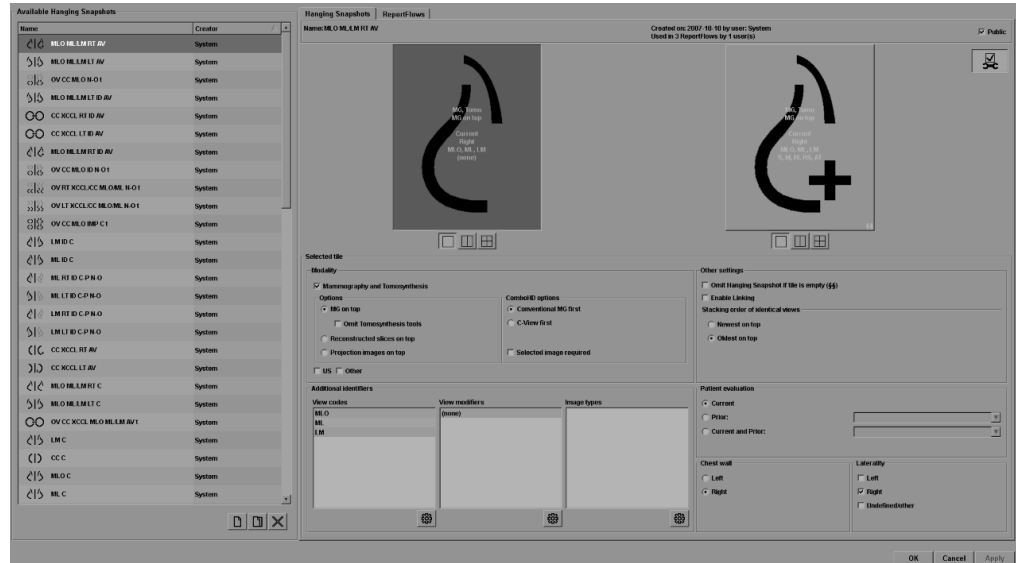 Available Hanging Snapshots
Name Creator
MLO ML/LM RT AV System
MLO ML/LM LT AV System
OV CC MLO N-O t System
MLO ML/LM LT ID AV System
CC XCCL RT ID AV System
CC XCCL LT ID AV System
MLO ML/LM RT ID AV System
OV CC MLO ID N-O t System
OV RT XCCL/CC MLO/ML N-O t System
OV LT XCCL/CC MLO/ML N-O t System
OV CC MLO IMP C t System
LM ID C System
ML ID C System
ML RT ID C-P N-O System
ML LT ID C-P N-O System
LM RT ID C-P N-O System
LM LT ID C-P N-O System
CC XCCL RT AV System
CC XCCL LT AV System
MLO ML/LM RT C System
MLO ML/LM LT C System
OV CC XCC MLO ML/LM AV t System
LM C System
CC C System
MLO C System
ML C System
Hanging Snapshots ReportFlows
Name: MLO ML/LM RT AV
Created on: 2007-10-10 by user: System
Used in 3 ReportFlows by 1 user(s)
Public
MG, Tomo
MG on top
Current
Right
MLO, ML, LM
(none)
MG, Tomo
MG on top
Current
Right
MLO, ML, LM
Selected tile
Modality
Mammography and Tomosynthesis
Options
MG on top
Omit Tomosynthesis tools
Reconstructed slices on top
Projection images on top
ComboHD options
Conventional MG first
C-View first
Selected image required
US Other
Other settings
Omit Hanging Snapshot if tile is empty (§§)
Enable Linking
Stacking order of identical views
Newest on top
Oldest on top
Additional identifiers
View codes View modifiers Image types
MLO (none)
ML
LM
Patient evaluation
Current
Prior:
Current and Prior:
Chest wall
Left
Right
Laterality
Left
Right
Undefined/other
OK Cancel Apply